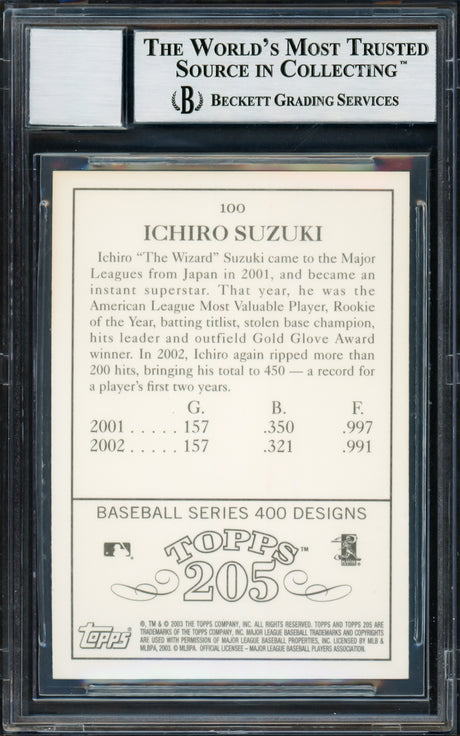 THE WORLD'S MOST TRUSTED
SOURCE IN COLLECTING™
B BECKETT GRADING SERVICES
100
ICHIRO SUZUKI
Ichiro "The Wizard" Suzuki came to the Major
Leagues from Japan in 2001, and became an
instant superstar. That year, he was the
American League Most Valuable Player, Rookie
of the Year, batting titlist, stolen base champion,
hits leader and outfield Gold Glove Award
winner. In 2002, Ichiro again ripped more than
200 hits, bringing his total to 450 — a record for
a player's first two years.
G. B. F.
2001 . . . . . 157 .350 .997
2002 . . . . . 157 .321 .991
BASEBALL SERIES 400 DESIGNS
TOPPS™
205
topps
®, TM & © 2003 THE TOPPS COMPANY, INC. ALL RIGHTS RESERVED. TOPPS AND TOPPS 205 ARE
TRADEMARKS OF THE TOPPS COMPANY, INC. MAJOR LEAGUE BASEBALL TRADEMARKS AND COPYRIGHTS
ARE USED WITH PERMISSION OF MAJOR LEAGUE BASEBALL PROPERTIES, INC. LICENSED BY MLB &
MLBPA, 2003. © MLBPA. OFFICIAL LICENSEE – MAJOR LEAGUE BASEBALL PLAYERS ASSOCIATION.